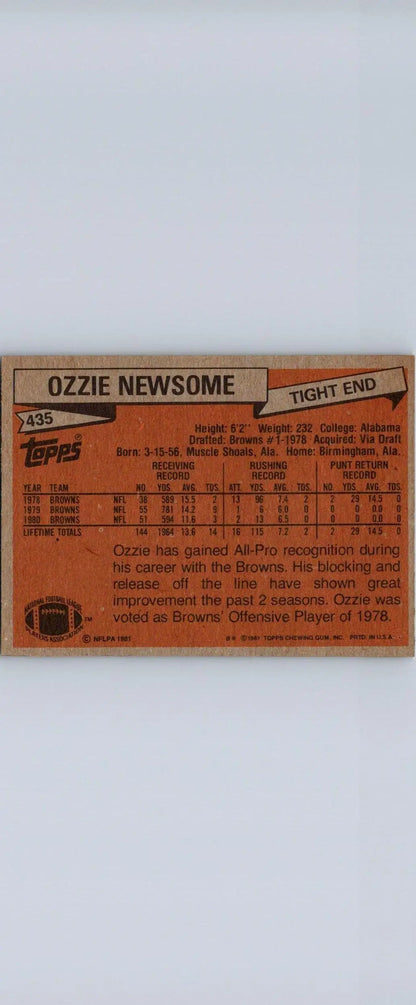 OZZIE NEWSOME
TIGHT END
435
Topps
Height: 6'2'' Weight: 232 College: Alabama
Drafted: Browns #1-1978 Acquired: Via Draft
Born: 3-15-56, Muscle Shoals, Ala. Home: Birmingham, Ala.
RECEIVING RECORD RUSHING RECORD PUNT RETURN RECORD
YEAR TEAM NO. YDS. AVG. TDS. ATT. YDS. AVG. TDS. NO. YDS. AVG. TDS.
1978 BROWNS NFL 38 589 15.5 2 13 96 7.4 2 2 29 14.5 0
1979 BROWNS NFL 55 781 14.2 9 1 6 6.0 0 0 0 0
1980 BROWNS NFL 51 594 11.6 3 2 13 6.5 0 0 0 0
LIFETIME TOTALS 144 1964 13.6 14 16 115 7.2 2 2 29 14.5 0
Ozzie has gained All-Pro recognition during
his career with the Browns. His blocking and
release off the line have shown great
improvement the past 2 seasons. Ozzie was
voted as Browns' Offensive Player of 1978.
NATIONAL FOOTBALL LEAGUE
PLAYERS ASSOCIATION
TM
© NFLPA 1981
© 1981 TOPPS CHEWING GUM, INC. PRTD. IN U.S.A.